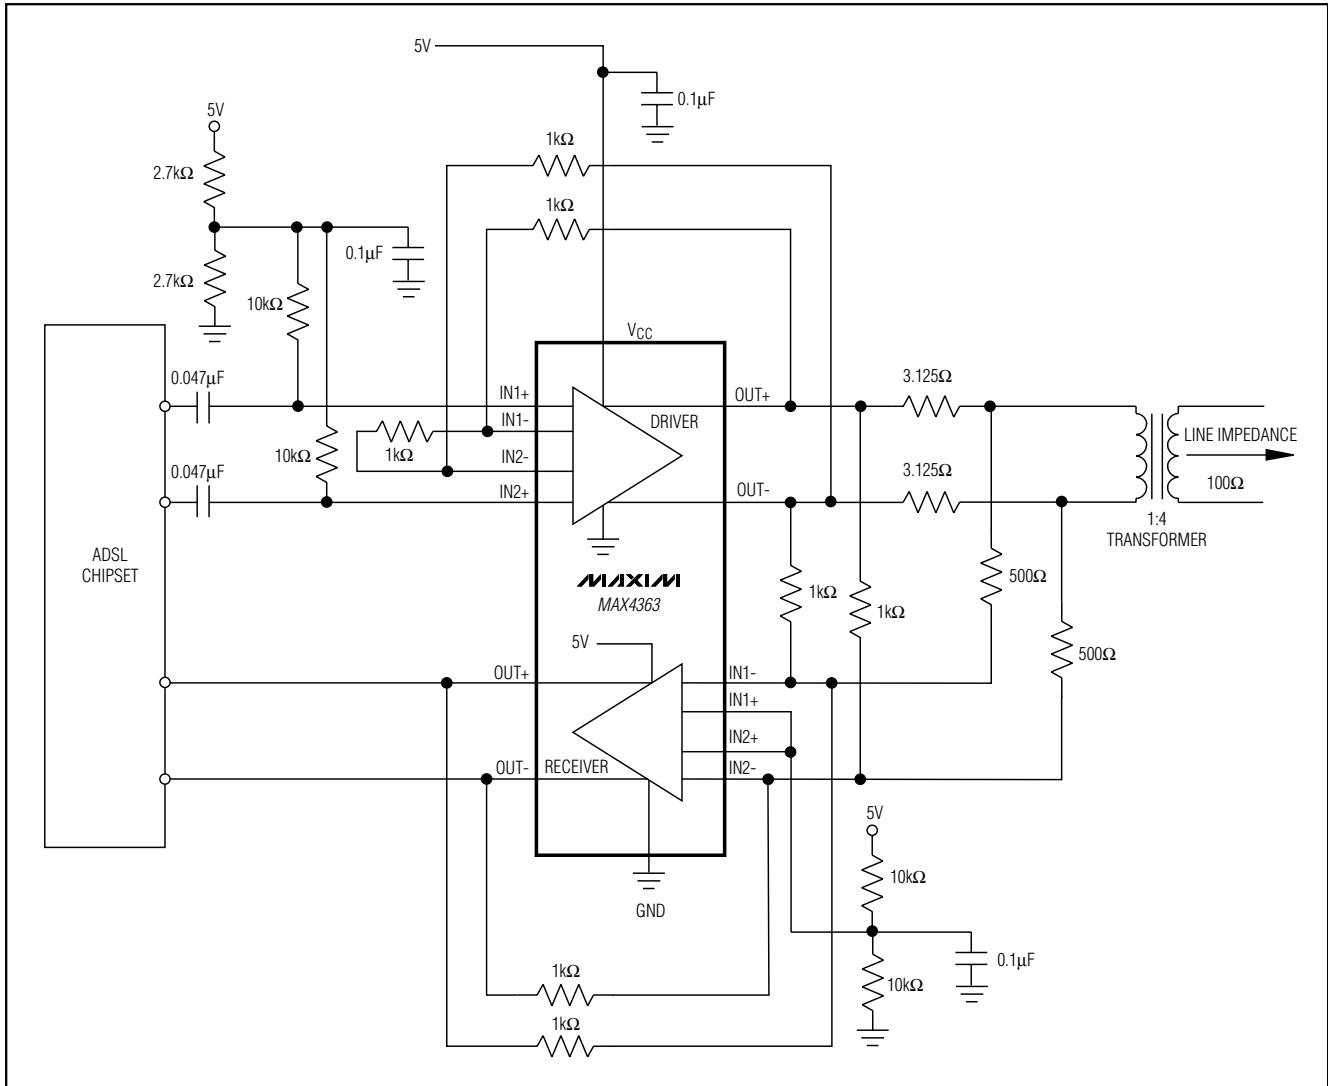 5V
0.1µF
5V
1kΩ
2.7kΩ
1kΩ
0.1µF
2.7kΩ
10kΩ
VCC
0.047µF
3.125Ω
IN1+
OUT+
IN1-
DRIVER
LINE IMPEDANCE
10kΩ
1kΩ
IN2-
0.047µF
3.125Ω
100Ω
IN2+
OUT-
1:4
TRANSFORMER
ADSL
CHIPSET
MAXIM
MAX4363
1kΩ
1kΩ
500Ω
5V
500Ω
OUT+
IN1-
IN1+
IN2+
OUT-
RECEIVER
IN2-
5V
10kΩ
GND
0.1µF
1kΩ
10kΩ
1kΩ